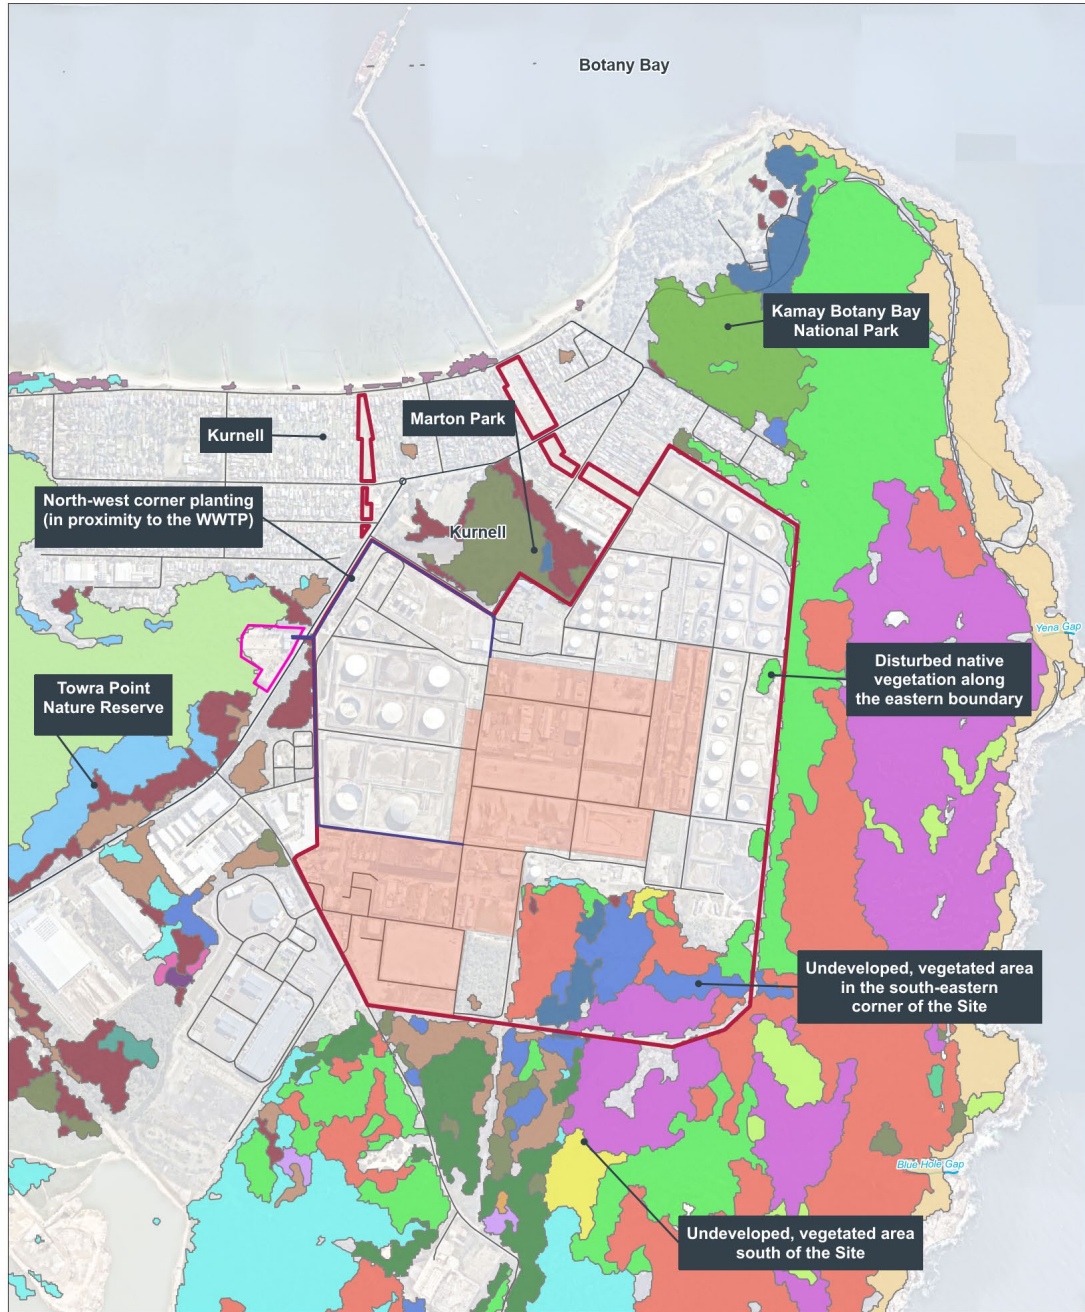 Botany Bay
Kamay Botany Bay
National Park
Marton Park
Kurnell
North-west corner planting
(in proximity to the WWTP)
Kurnell
Yena Gap
Disturbed native
vegetation along
the eastern boundary
Towra Point
Nature Reserve
Undeveloped, vegetated area
in the south-eastern
corner of the Site
Blue Hole Gap
Undeveloped, vegetated area
south of the Site